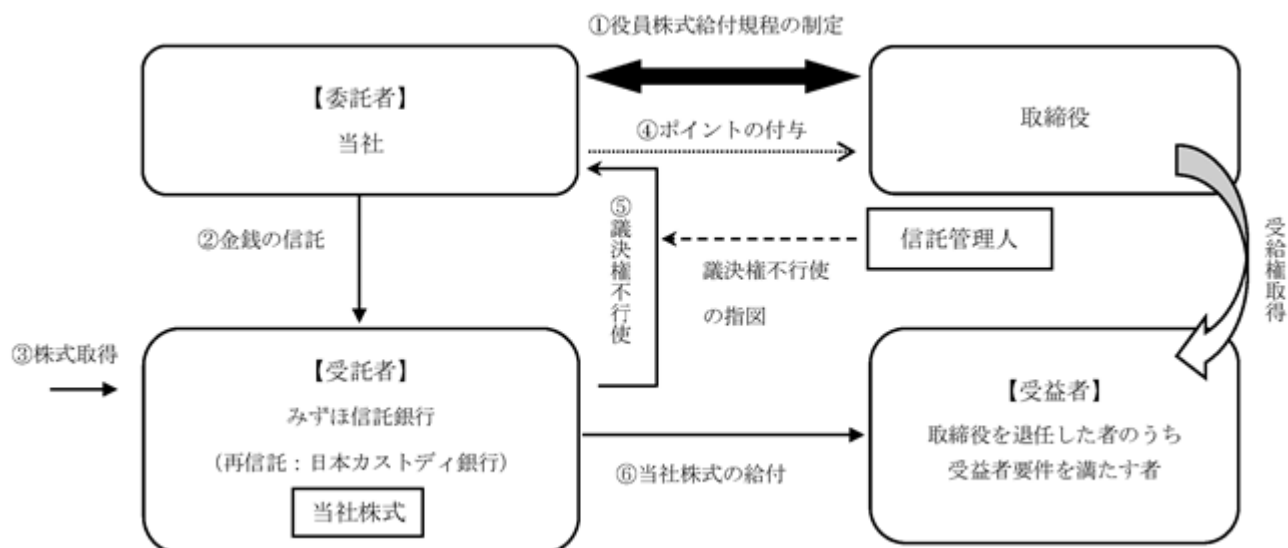 ①役員株式給付規程の制定
【委託者】
当社
取締役
④ポイントの付与
②金銭の信託
⑤議決権不行使
信託管理人
議決権不行使
の指図
受給権取得
③株式取得
【受託者】
みずほ信託銀行
(再信託：日本カストディ銀行)
当社株式
⑥当社株式の給付
【受益者】
取締役を退任した者のうち
受益者要件を満たす者